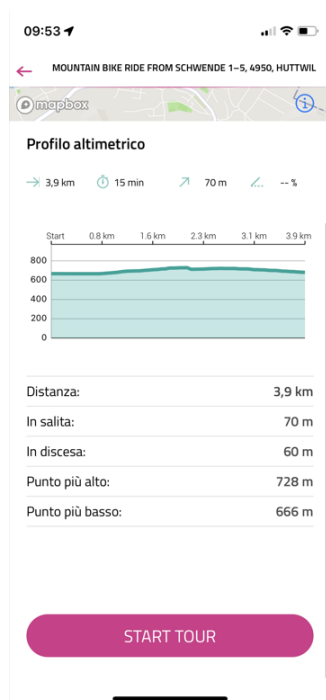 09:53
MOUNTAIN BIKE RIDE FROM SCHWENDE 1–5, 4950, HUTTWIL
mapbox
Profilo altimetrico
3,9 km 15 min 70 m -- %
Start 0.8 km 1.6 km 2.3 km 3.1 km 3.9 km
800
600
400
200
0
Distanza: 3,9 km
In salita: 70 m
In discesa: 60 m
Punto più alto: 728 m
Punto più basso: 666 m
START TOUR